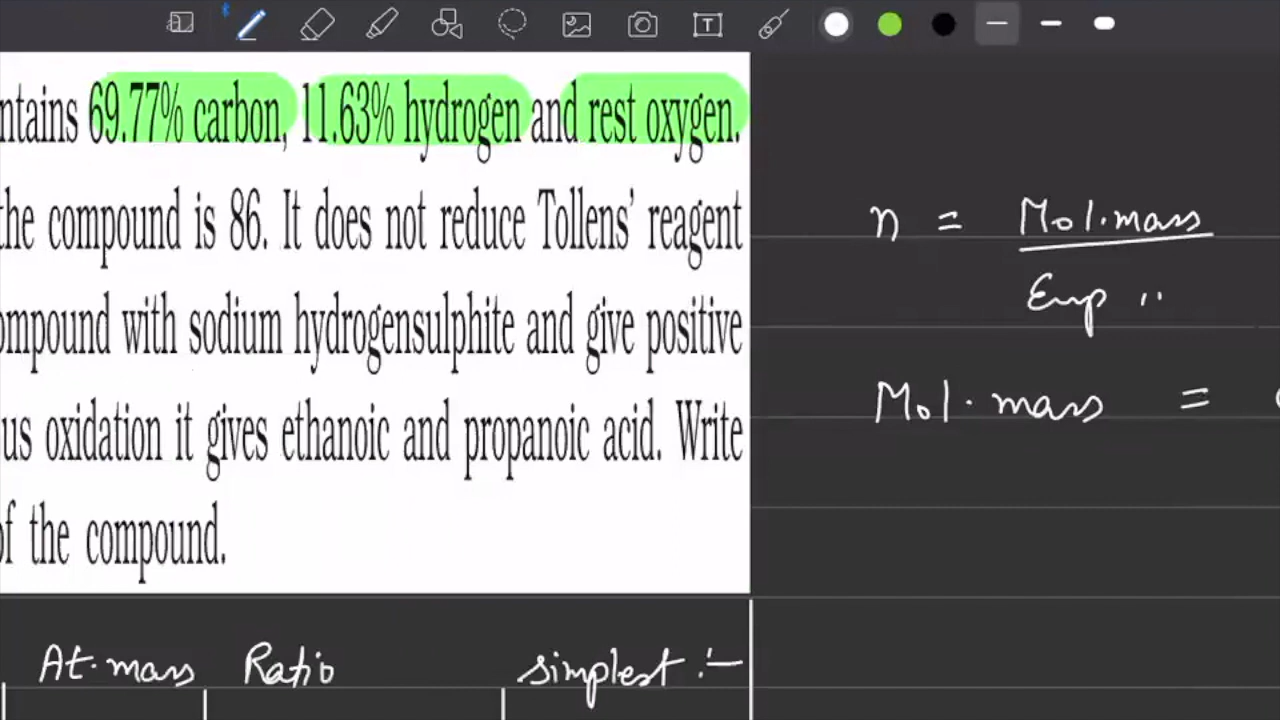 ntains 69.77% carbon, 11.63% hydrogen and rest oxygen.
the compound is 86. It does not reduce Tollens’ reagent
ompound with sodium hydrogensulphite and give positive
us oxidation it gives ethanoic and propanoic acid. Write
of the compound.
n = Mol. mass
Emp "
Mol. mass =
At. mass Ratio simplest :-